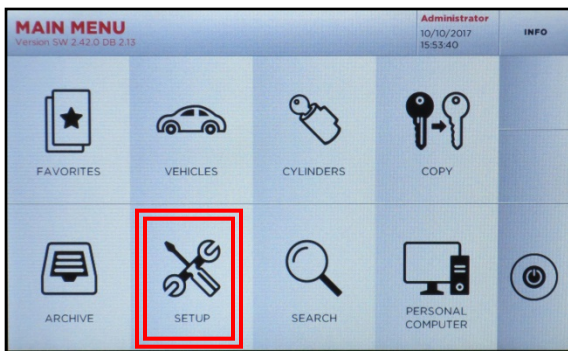 MAIN MENU
Version SW 2.42.0 DB 2.13
Administrator
10/10/2017
15:53:40
INFO
FAVORITES
VEHICLES
CYLINDERS
COPY
ARCHIVE
SETUP
SEARCH
PERSONAL
COMPUTER